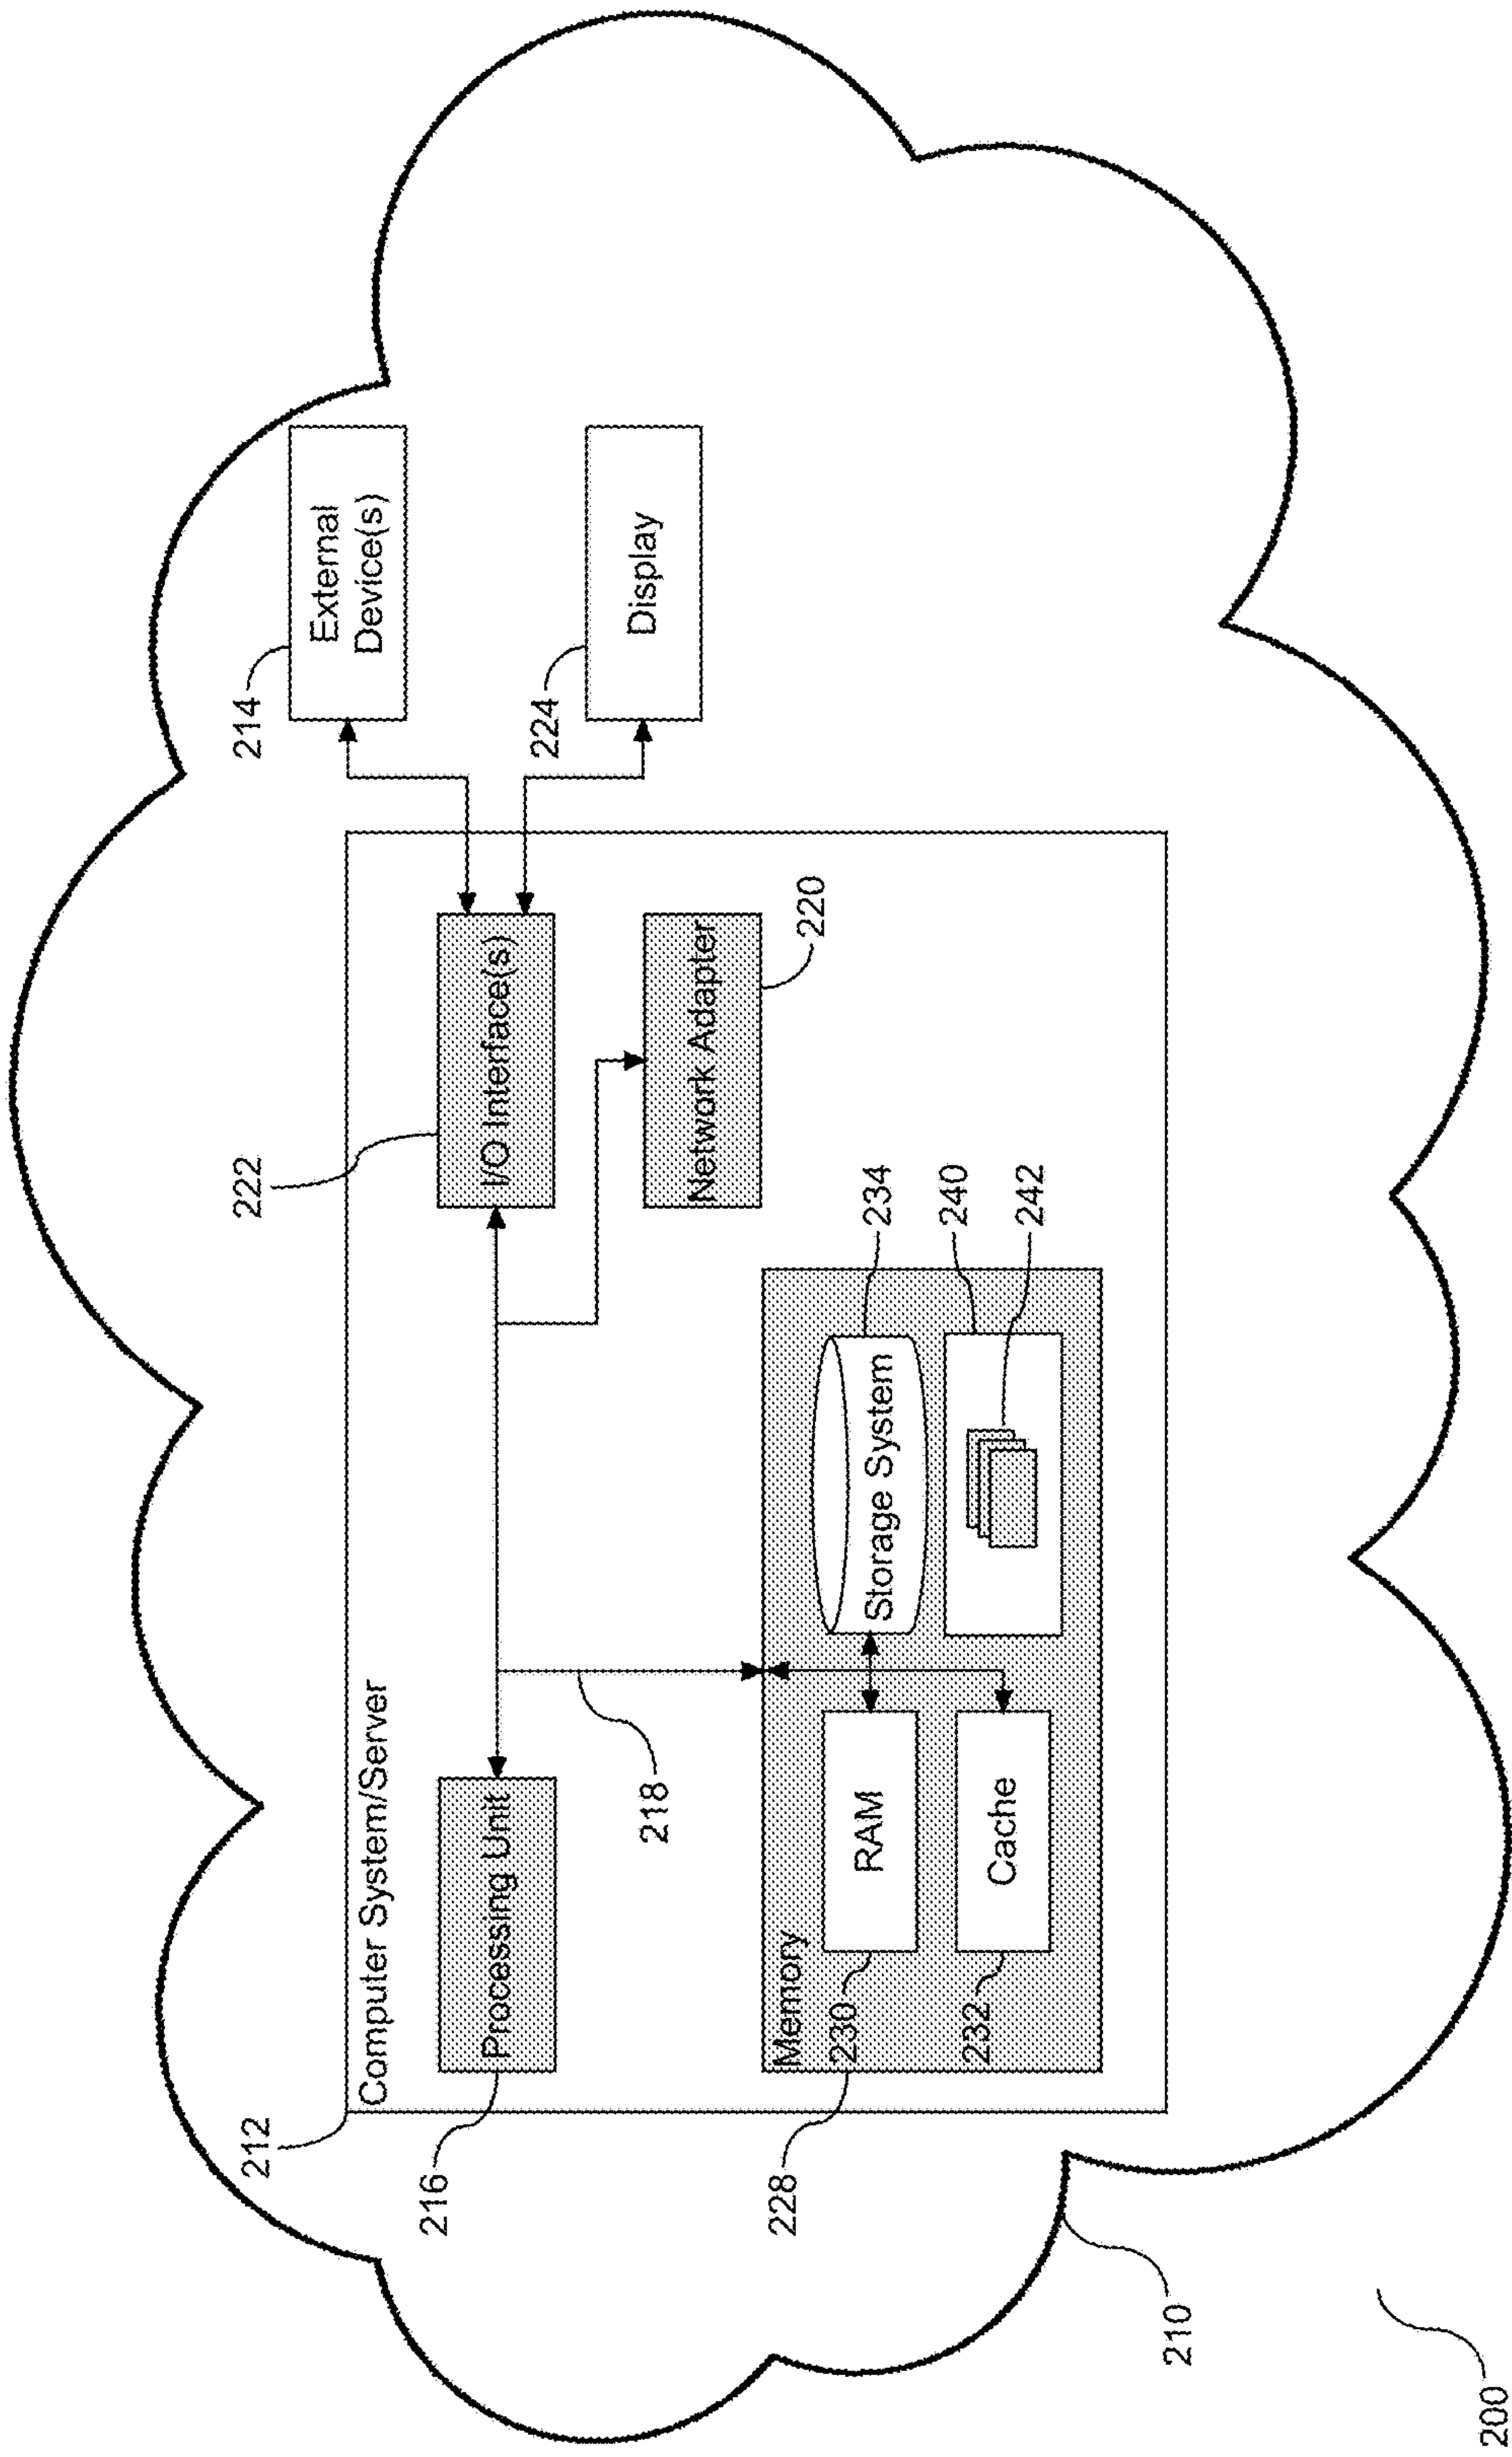 212
Computer System/Server
216
Processing Unit
218
222
I/O Interface(s)
214
External
Device(s)
224
Display
Network Adapter
220
228
Memory
230
RAM
232
Cache
Storage System
234
240
242
210
200